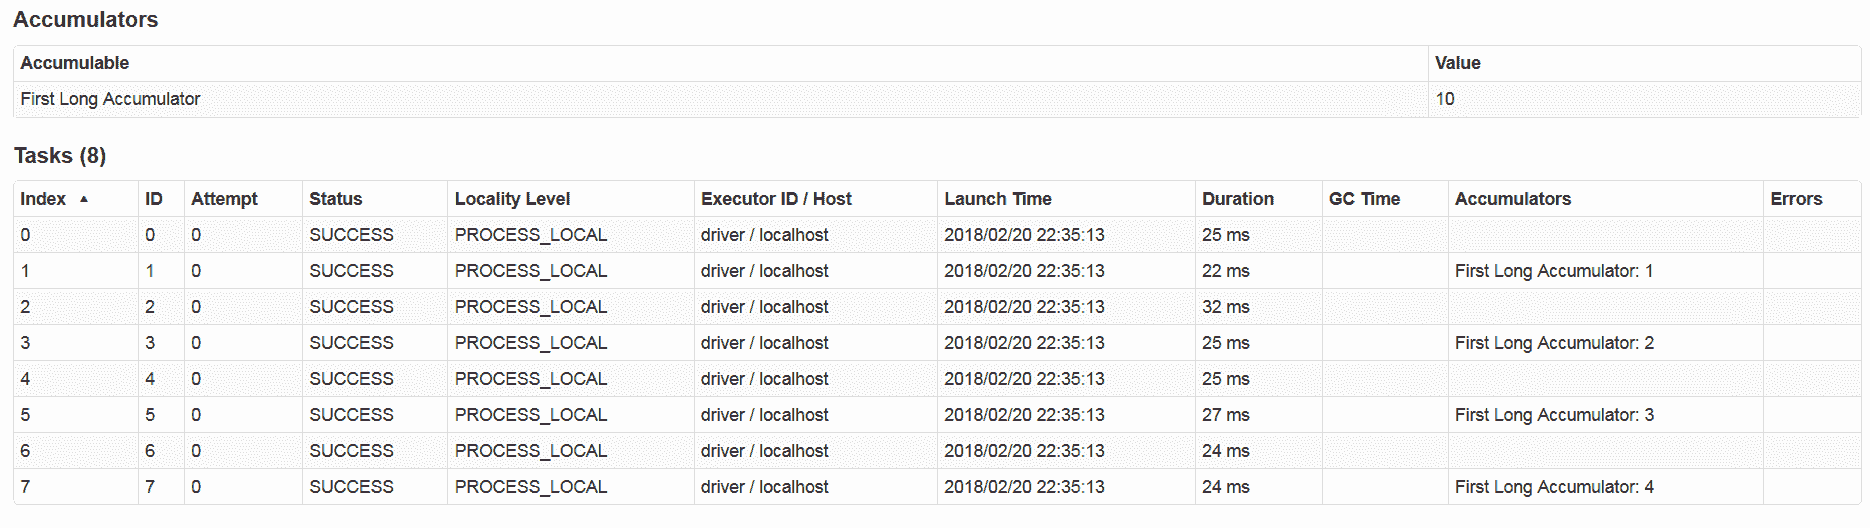 Accumulators
Accumulable Value
First Long Accumulator 10
Tasks (8)
Index ▲ ID Attempt Status Locality Level Executor ID / Host Launch Time Duration GC Time Accumulators Errors
0 0 0 SUCCESS PROCESS_LOCAL driver / localhost 2018/02/20 22:35:13 25 ms
1 1 0 SUCCESS PROCESS_LOCAL driver / localhost 2018/02/20 22:35:13 22 ms First Long Accumulator: 1
2 2 0 SUCCESS PROCESS_LOCAL driver / localhost 2018/02/20 22:35:13 32 ms
3 3 0 SUCCESS PROCESS_LOCAL driver / localhost 2018/02/20 22:35:13 25 ms First Long Accumulator: 2
4 4 0 SUCCESS PROCESS_LOCAL driver / localhost 2018/02/20 22:35:13 25 ms
5 5 0 SUCCESS PROCESS_LOCAL driver / localhost 2018/02/20 22:35:13 27 ms First Long Accumulator: 3
6 6 0 SUCCESS PROCESS_LOCAL driver / localhost 2018/02/20 22:35:13 24 ms
7 7 0 SUCCESS PROCESS_LOCAL driver / localhost 2018/02/20 22:35:13 24 ms First Long Accumulator: 4